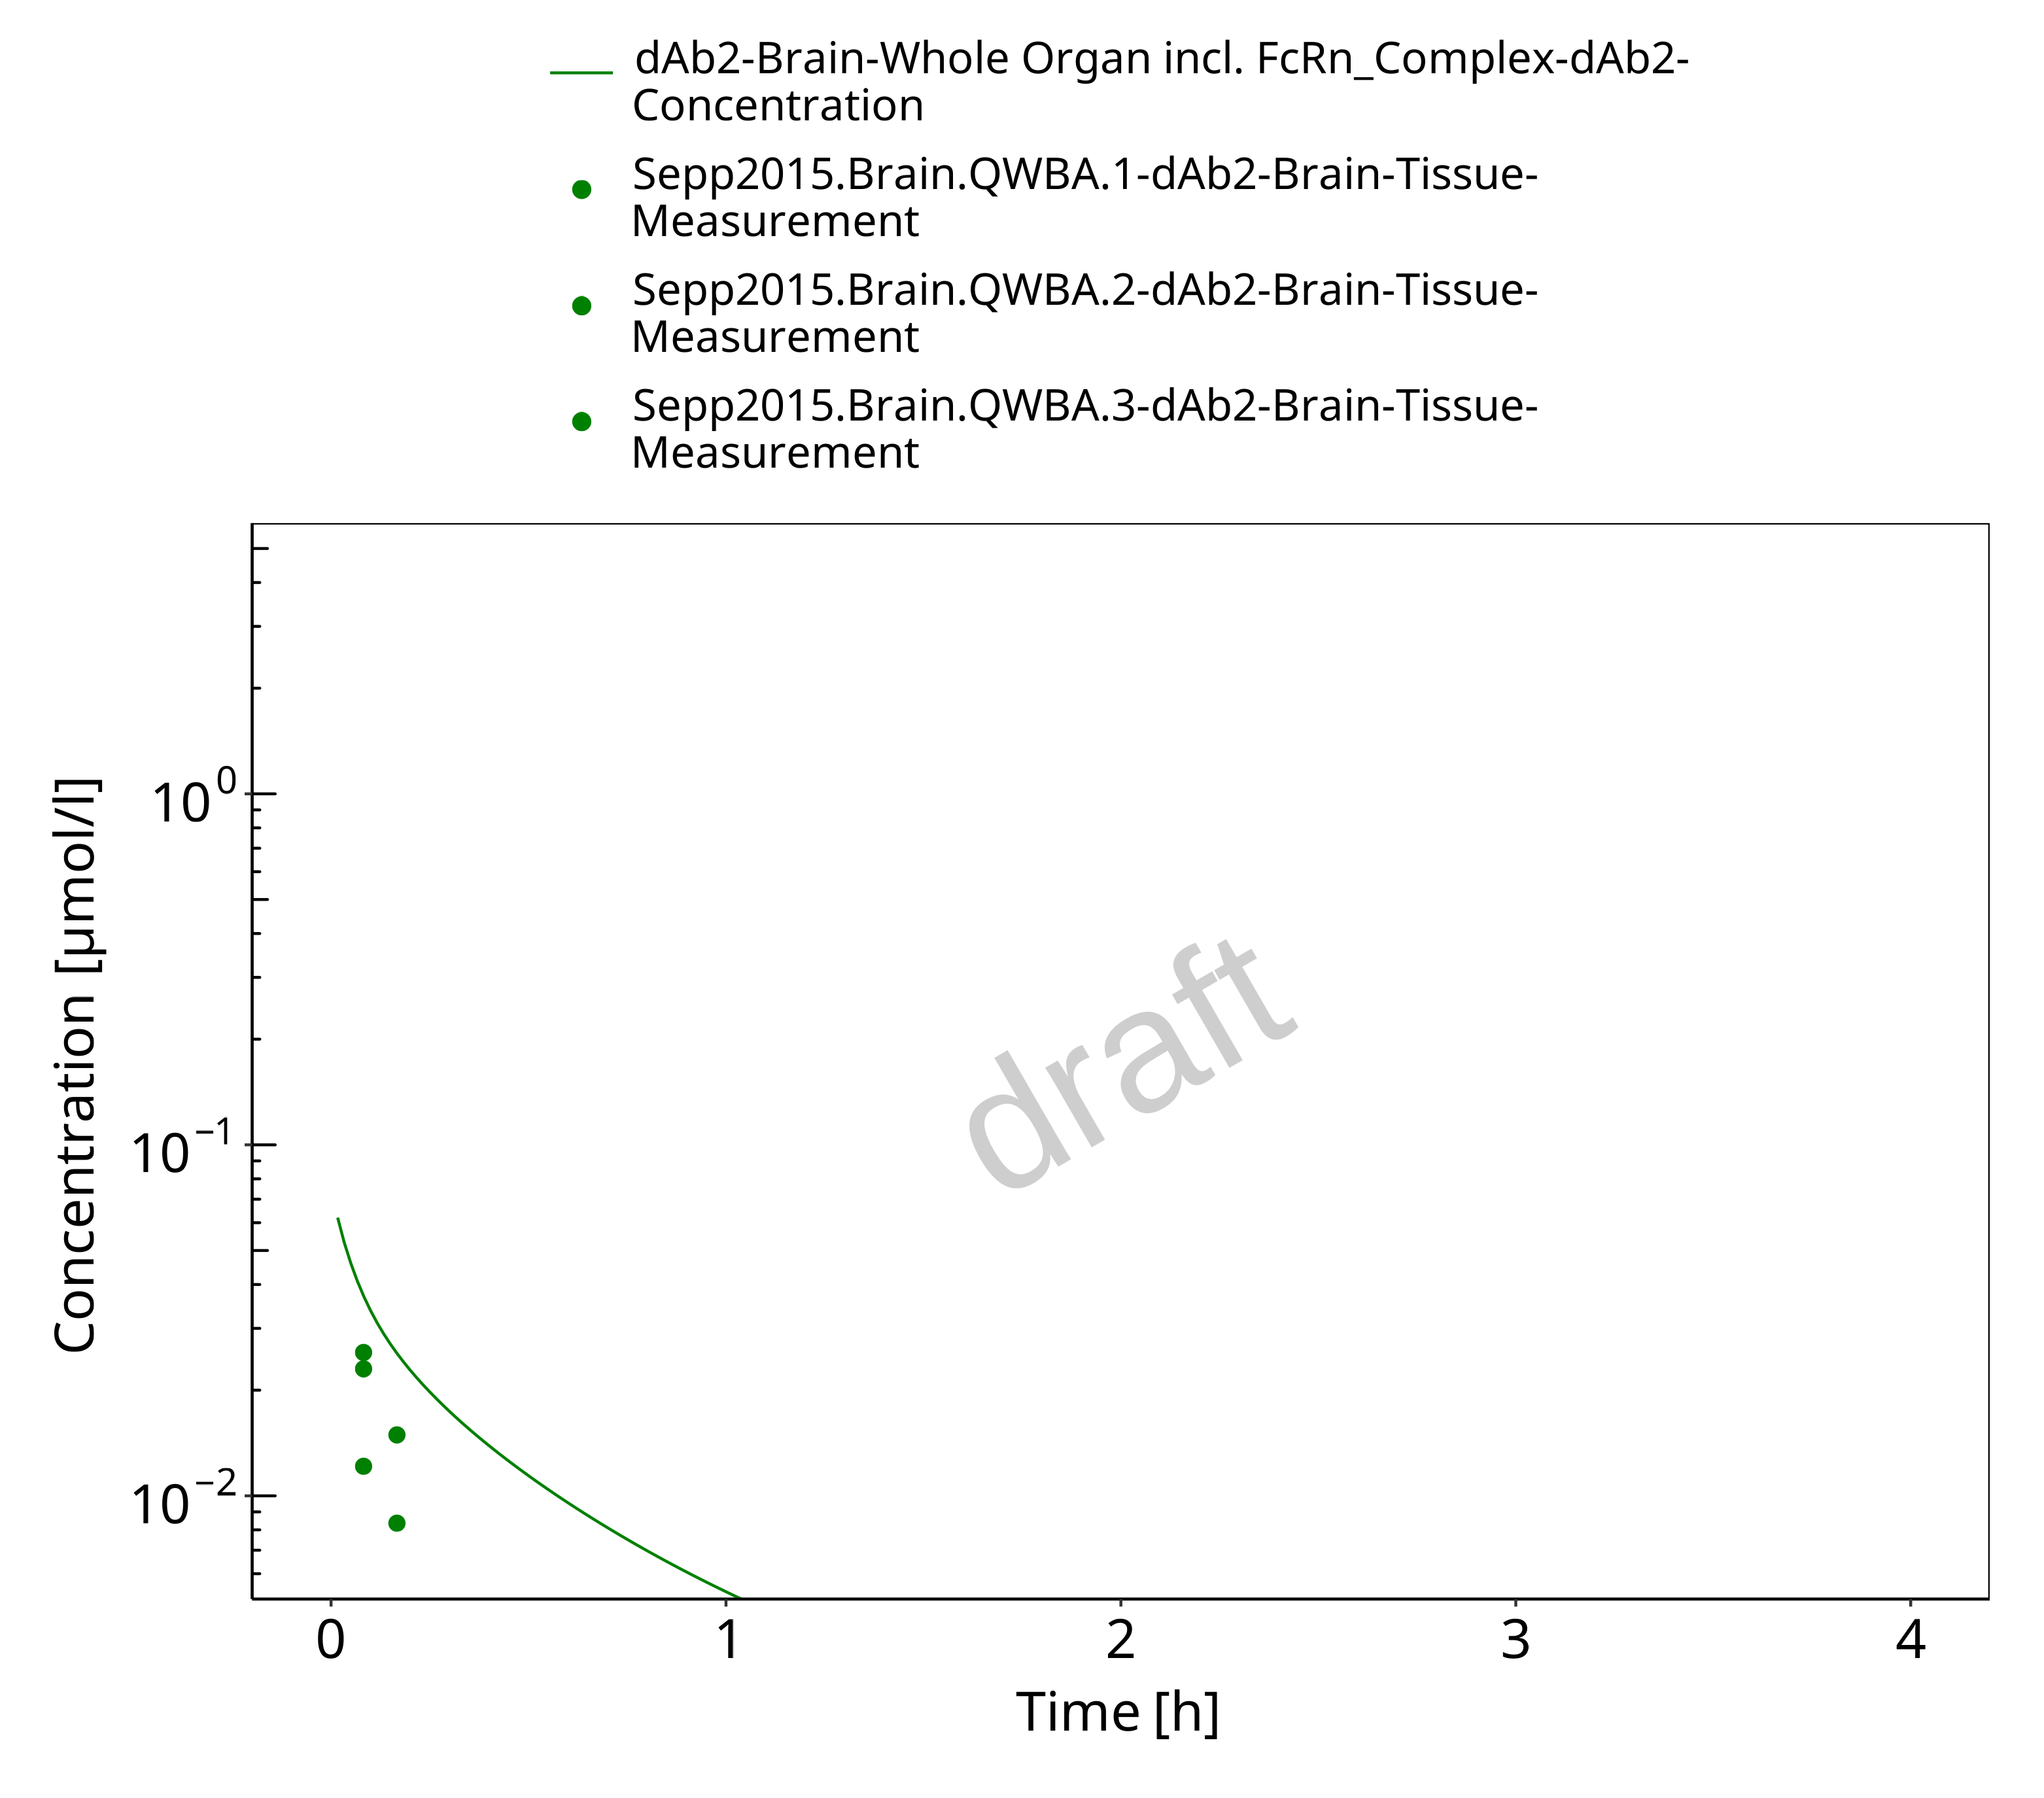 dAb2-Brain-Whole Organ incl. FcRn_Complex-dAb2-
Concentration
Sepp2015.Brain.QWBA.1-dAb2-Brain-Tissue-
Measurement
Sepp2015.Brain.QWBA.2-dAb2-Brain-Tissue-
Measurement
Sepp2015.Brain.QWBA.3-dAb2-Brain-Tissue-
Measurement
Concentration [µmol/l]
10⁰
10⁻¹
10⁻²
draft
0 1 2 3 4
Time [h]